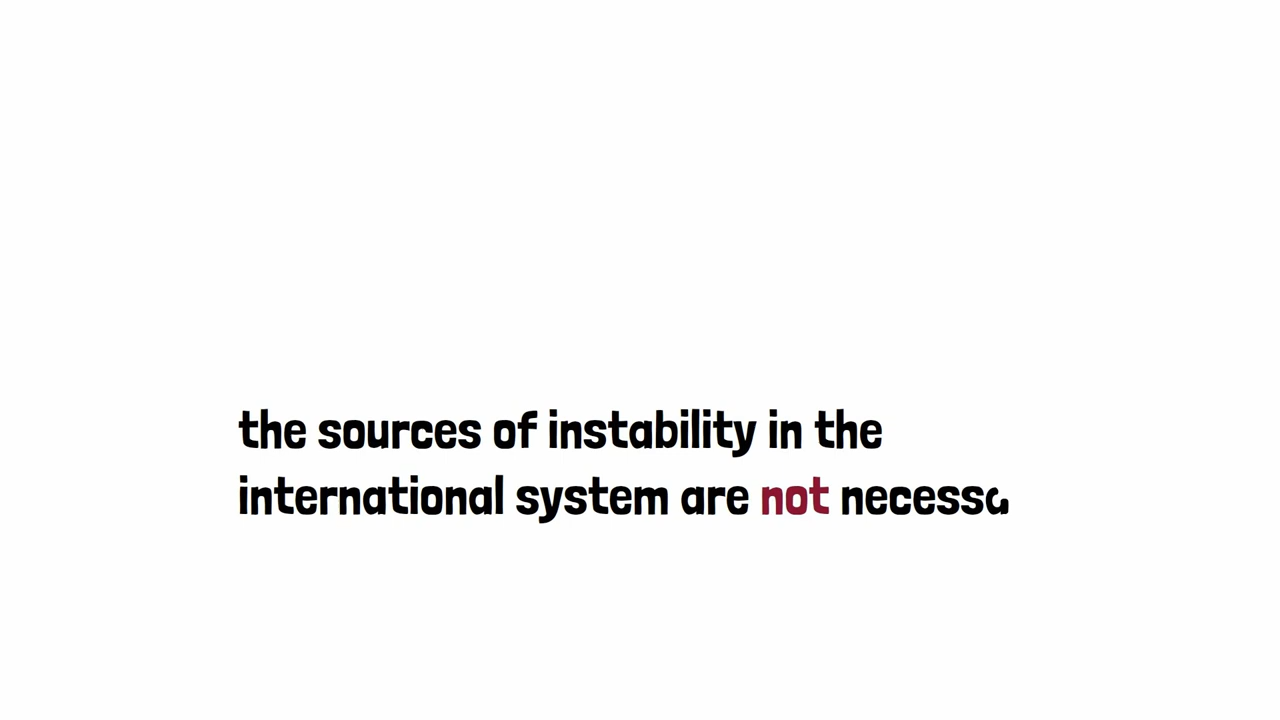 the sources of instability in the
international system are not necessa